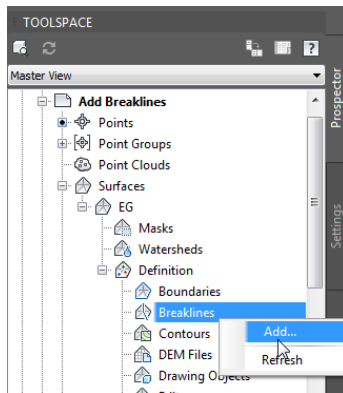 TOOLSPACE
?
Master View
Add Breaklines
Points
Point Groups
Point Clouds
Surfaces
EG
Masks
Watersheds
Definition
Boundaries
Breaklines
Contours
DEM Files
Drawing Objects
Add...
Refresh
Prospector
Settings